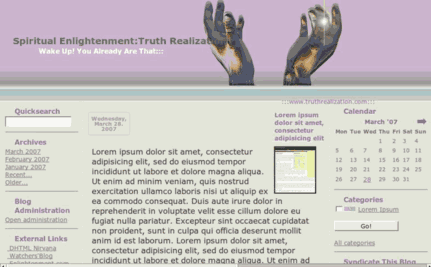 Spiritual Enlightenment:Truth Realizat
Wake Up! You Already Are That:::
:::www.truthrealization.com:::
Quicksearch
Archives
March 2007
February 2007
January 2007
Recent...
Older...
Blog
Administration
Open administration
External Links
DHTML Nirvana
Watchers'Blog
Wednesday,
March 28.
2007
Lorem ipsum dolor sit amet, consectetur
adipisicing elit, sed do eiusmod tempor
incididunt ut labore et dolore magna aliqua.
Ut enim ad minim veniam, quis nostrud
exercitation ullamco laboris nisi ut aliquip ex
ea commodo consequat. Duis aute irure dolor in
reprehenderit in voluptate velit esse cillum dolore eu
fugiat nulla pariatur. Excepteur sint occaecat cupidatat
non proident, sunt in culpa qui officia deserunt mollit
anim id est laborum. Lorem ipsum dolor sit amet,
consectetur adipisicing elit, sed do eiusmod tempor
incididunt ut labore et dolore magna aliqua. Ut enim ad
Lorem ipsum
dolor sit amet,
consectetur
adipisicing elit
Calendar
March '07
Mon Tue Wed Thu Fri Sat Sun
1 2 3 4
5 6 7 8 9 10 11
12 13 14 15 16 17 18
19 20 21 22 23 24 25
26 27 28 29 30 31
Categories
Lorem Ipsum
Go!
All categories
Syndicate This Blog